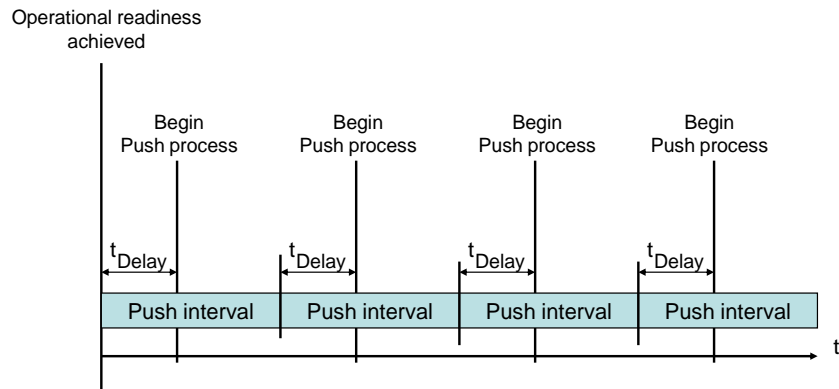 Operational readiness
achieved
Begin
Push process
Begin
Push process
Begin
Push process
Begin
Push process
tDelay
tDelay
tDelay
tDelay
Push interval
Push interval
Push interval
Push interval
t